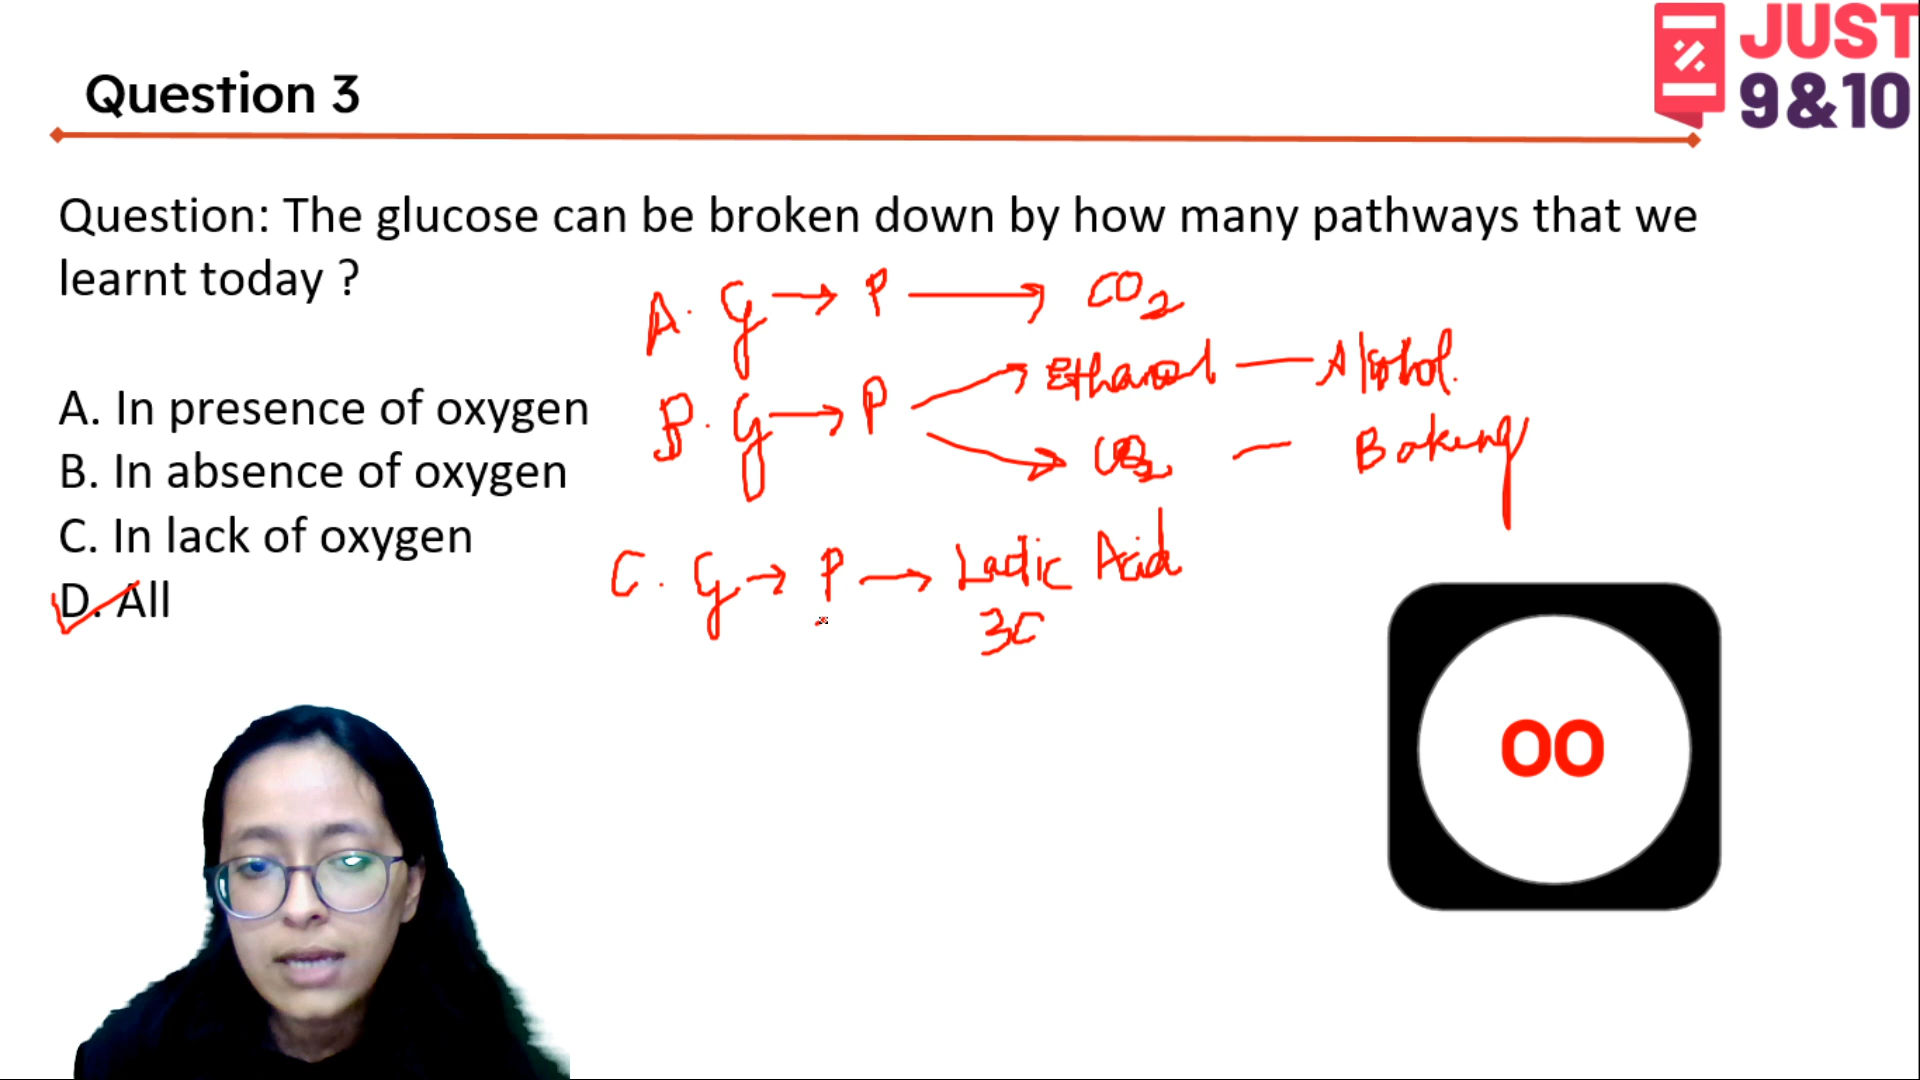 JUST
9&10
Question 3
Question: The glucose can be broken down by how many pathways that we
learnt today ?
A. G → P → CO2
Ethanol — Alcohol.
B. G → P
CO2 — Baking
A. In presence of oxygen
B. In absence of oxygen
C. In lack of oxygen
D. All
C. G → P → Lactic Acid
3C
00